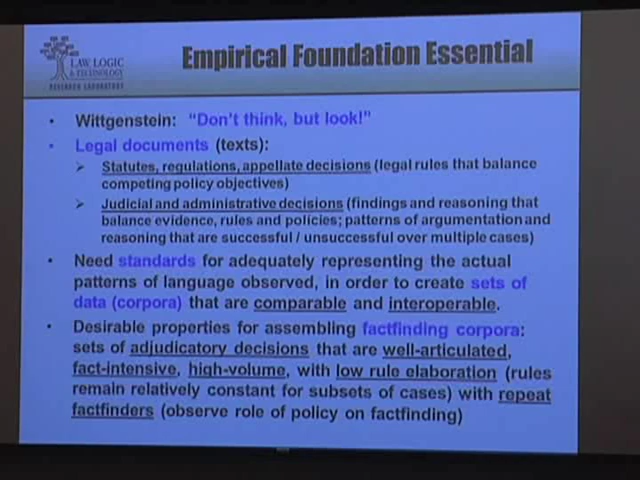 LAW LOGIC
& TECHNOLOGY
RESEARCH LABORATORY
Empirical Foundation Essential
• Wittgenstein: "Don't think, but look!"
• Legal documents (texts):
➢ Statutes, regulations, appellate decisions (legal rules that balance
competing policy objectives)
➢ Judicial and administrative decisions (findings and reasoning that
balance evidence, rules and policies; patterns of argumentation and
reasoning that are successful / unsuccessful over multiple cases)
• Need standards for adequately representing the actual
patterns of language observed, in order to create sets of
data (corpora) that are comparable and interoperable.
• Desirable properties for assembling factfinding corpora:
sets of adjudicatory decisions that are well-articulated,
fact-intensive, high-volume, with low rule elaboration (rules
remain relatively constant for subsets of cases) with repeat
factfinders (observe role of policy on factfinding)